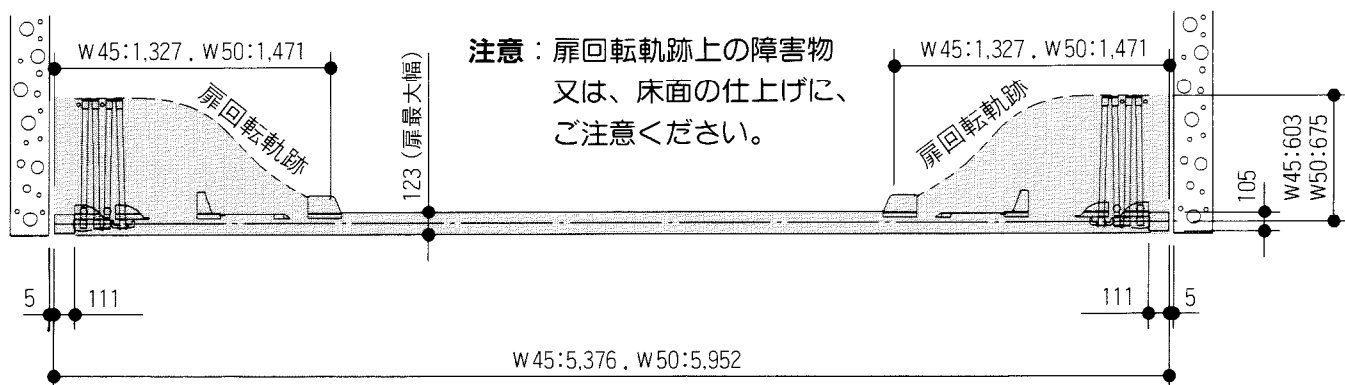 W45:1,327 . W50:1,471
注意：扉回転軌跡上の障害物
又は、床面の仕上げに、
ご注意ください。
W45:1,327 . W50:1,471
扉回転軌跡
123（扉最大幅）
扉回転軌跡
105
W45:603
W50:675
5
111
111
5
W45:5,376 . W50:5,952